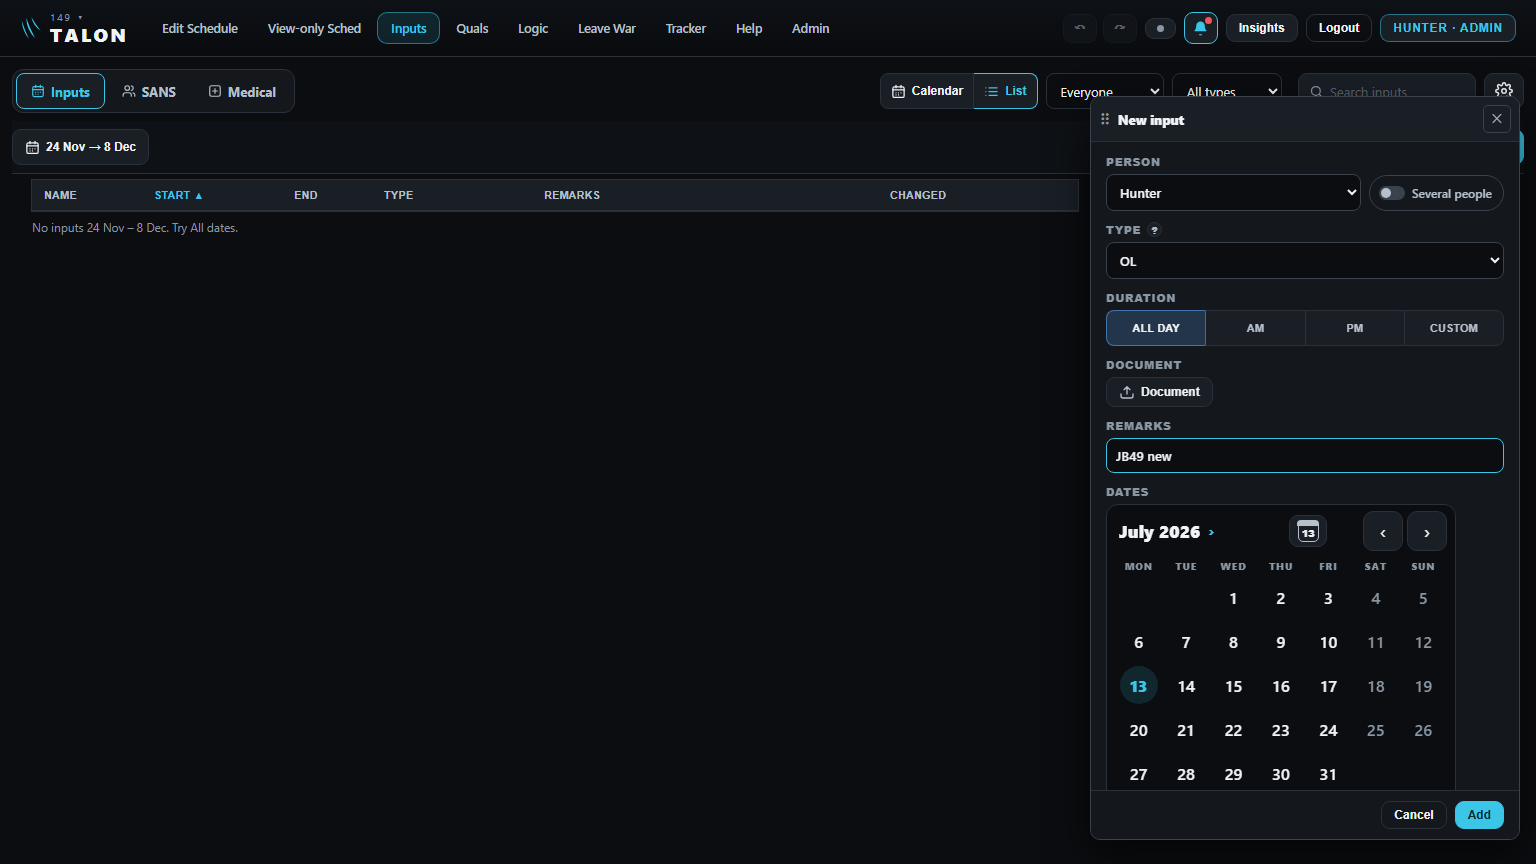 149
TALON
Edit Schedule
View-only Sched
Inputs
Quals
Logic
Leave War
Tracker
Help
Admin
Insights
Logout
HUNTER · ADMIN
Inputs
SANS
Medical
Calendar
List
Everyone
All types
Search inputs
24 Nov → 8 Dec
NAME
START ▲
END
TYPE
REMARKS
CHANGED
No inputs 24 Nov – 8 Dec. Try All dates.
New input
PERSON
Hunter
Several people
TYPE ?
OL
DURATION
ALL DAY
AM
PM
CUSTOM
DOCUMENT
Document
REMARKS
JB49 new
DATES
July 2026 ›
13
‹
›
MON TUE WED THU FRI SAT SUN
1 2 3 4 5
6 7 8 9 10 11 12
13 14 15 16 17 18 19
20 21 22 23 24 25 26
27 28 29 30 31
Cancel
Add